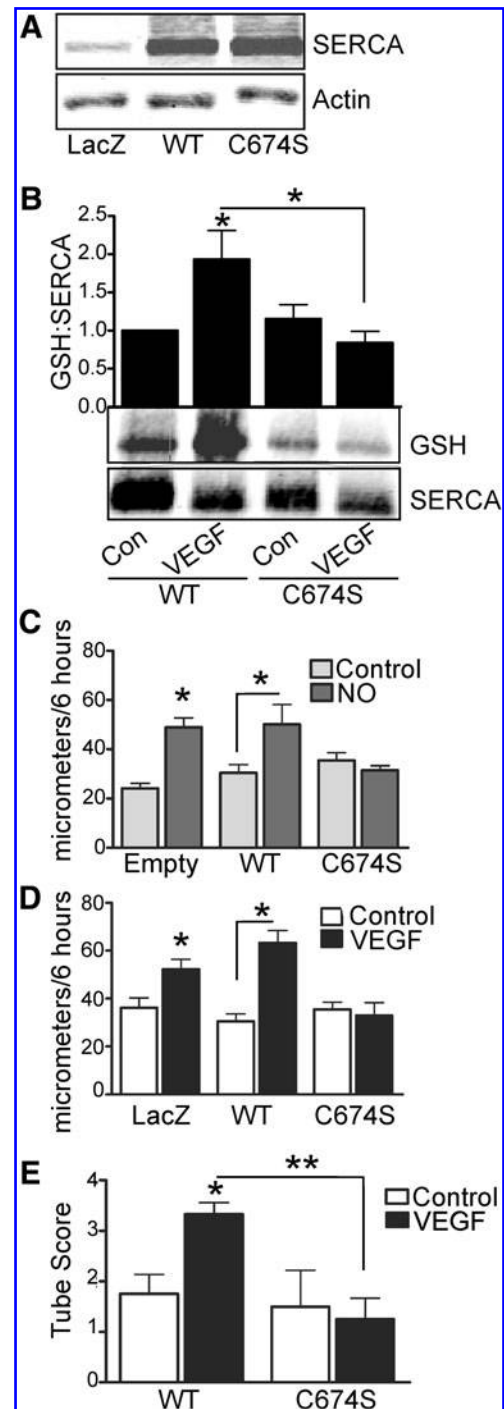 A
SERCA
Actin
LacZ WT C674S
B
GSH:SERCA
2.5
2.0
1.5
1.0
0.5
0.0
* *
GSH
SERCA
Con VEGF Con VEGF
WT C674S
C
micrometers/6 hours
80
60
40
20
0
* *
Control
NO
Empty WT C674S
D
micrometers/6 hours
80
60
40
20
0
* *
Control
VEGF
LacZ WT C674S
E
Tube Score
4
3
2
1
0
* **
Control
VEGF
WT C674S